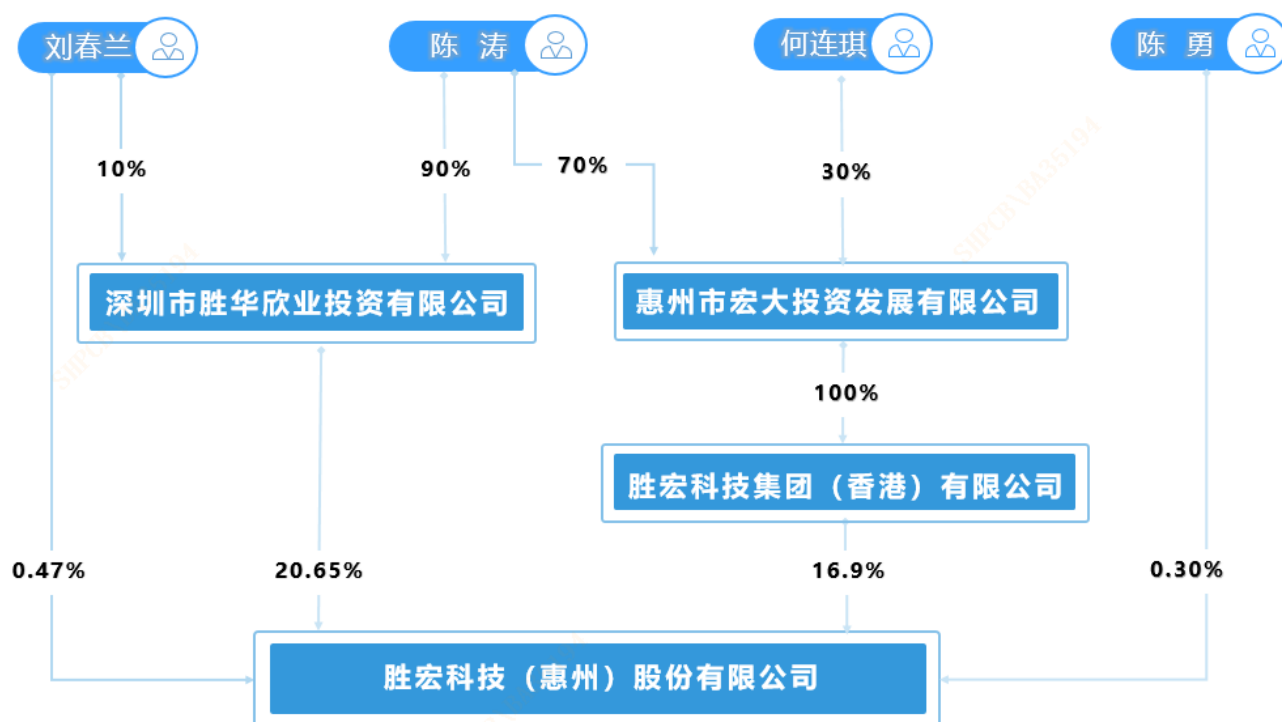 刘春兰
陈 涛
何连琪
陈 勇
10%
90%
70%
30%
深圳市胜华欣业投资有限公司
惠州市宏大投资发展有限公司
100%
胜宏科技集团（香港）有限公司
0.47%
20.65%
16.9%
0.30%
胜宏科技（惠州）股份有限公司